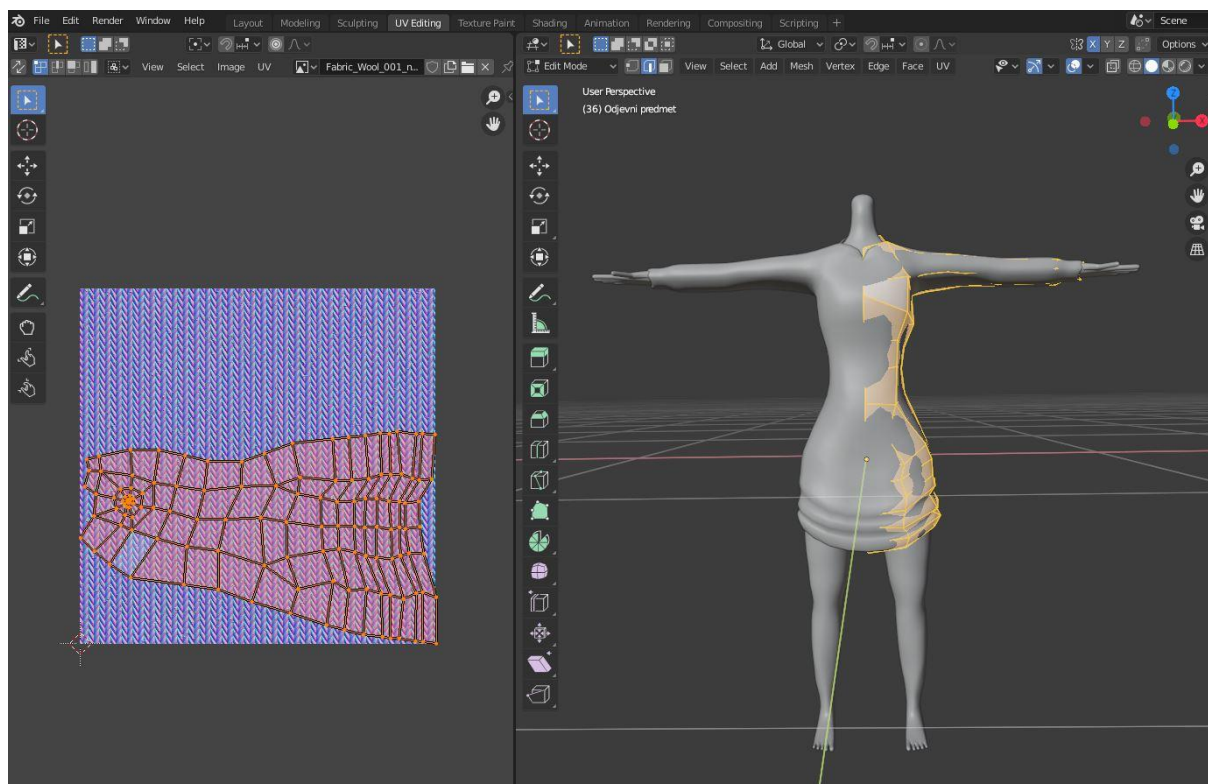 File Edit Render Window Help Layout Modeling Sculpting UV Editing Texture Paint Shading Animation Rendering Compositing Scripting + Scene
Global X Y Z Options
View Select Image UV Fabric_Wool_001_n... Edit Mode View Select Add Mesh Vertex Edge Face UV
User Perspective
(36) Odjevni predmet
Z
X